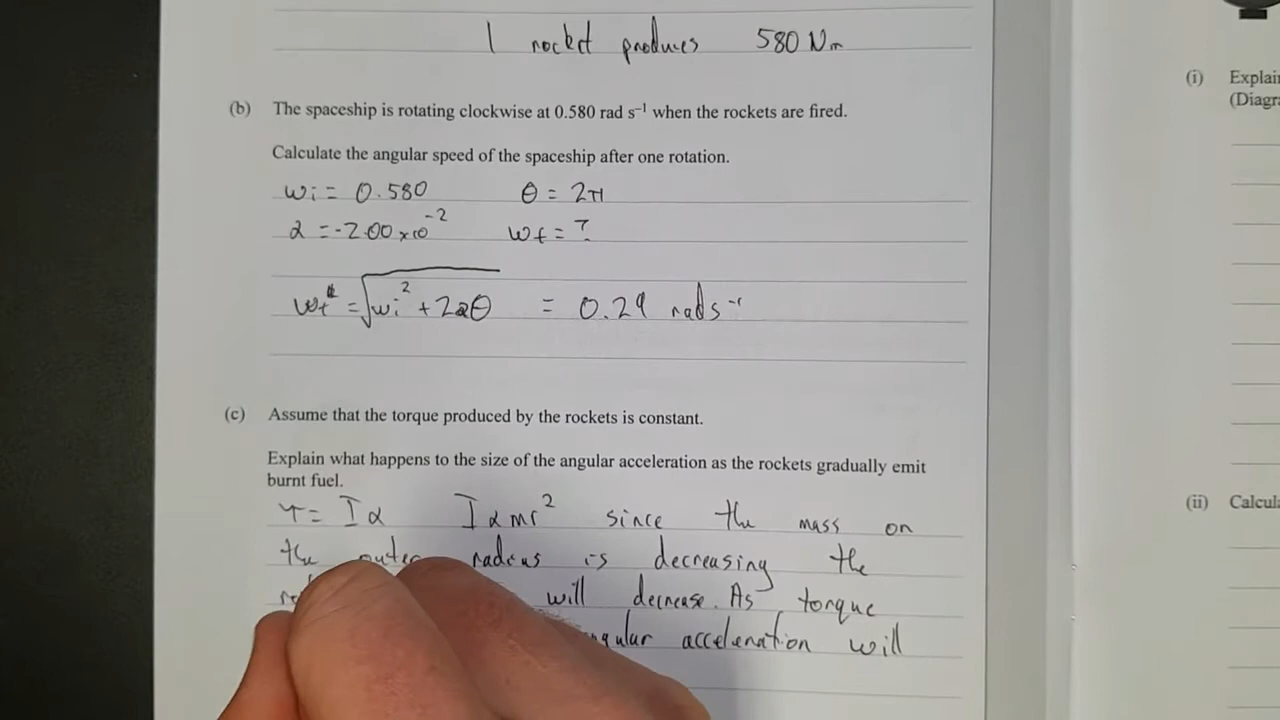 1 rocket produces 580 Nm
(b) The spaceship is rotating clockwise at 0.580 rad s⁻¹ when the rockets are fired.
Calculate the angular speed of the spaceship after one rotation.
ωi = 0.580 θ = 2π
α = -2.00 ×10⁻² ωf = ?
ωf = √ωi² + 2αθ = 0.29 rads⁻¹
(c) Assume that the torque produced by the rockets is constant.
Explain what happens to the size of the angular acceleration as the rockets gradually emit
burnt fuel.
τ = Iα I α mr² since the mass on
the outer radius is decreasing the
will decrease. As torque
angular acceleration will
(i) Explai
(Diagra
(ii) Calcula